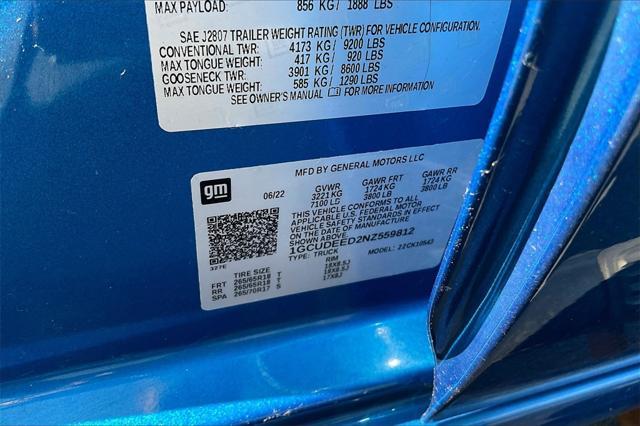 MAX PAYLOAD: 856 KG / 1888 LBS
SAE J2807 TRAILER WEIGHT RATING (TWR) FOR VEHICLE CONFIGURATION.
CONVENTIONAL TWR: 4173 KG/ 9200 LBS
MAX TONGUE WEIGHT: 417 KG/ 920 LBS
GOOSENECK TWR: 3901 KG/ 8600 LBS
MAX TONGUE WEIGHT: 585 KG/ 1290 LBS
SEE OWNER'S MANUAL FOR MORE INFORMATION
MFD BY GENERAL MOTORS LLC
gm 06/22 GVWR GAWR FRT GAWR RR
3221 KG 1724 KG 1724 KG
7100 LB 3800 LB 3800 LB
THIS VEHICLE CONFORMS TO ALL
APPLICABLE U.S. FEDERAL MOTOR
VEHICLE SAFETY STANDARDS IN EFFECT
ON THE DATE OF MANUFACTURE
SHOWN ABOVE.
1GCUDEED2NZ559812
327E TYPE: TRUCK MODEL: 22CK10543
TIRE SIZE RIM
FRT 265/65R18 T 18X8.5J
RR 265/65R18 T 18X8.5J
SPA 265/70R17 S 17X8J